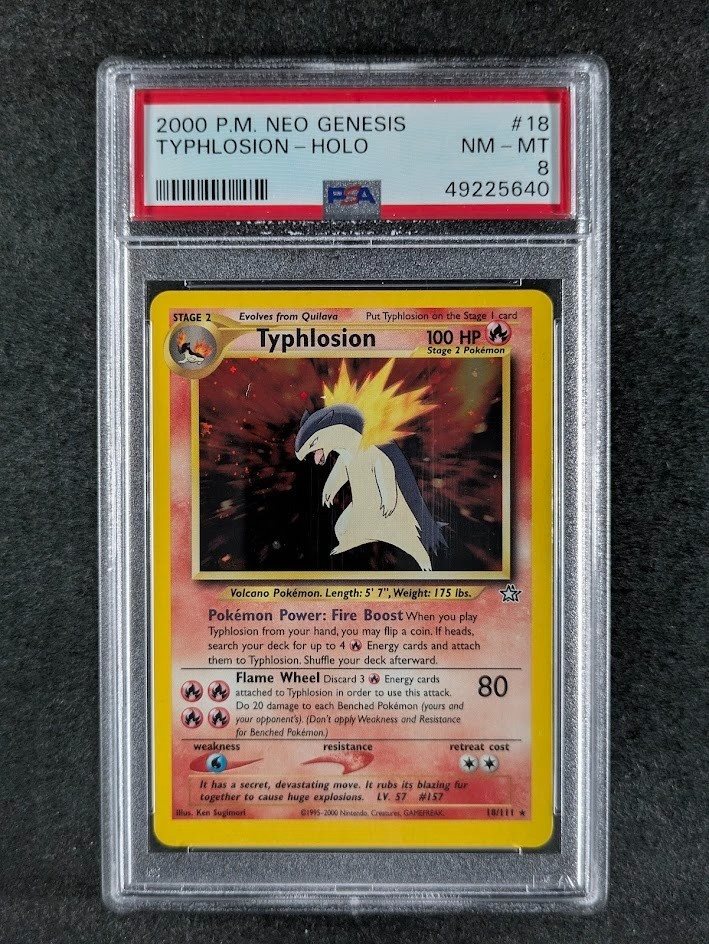 2000 P.M. NEO GENESIS #18
TYPHLOSION - HOLO NM - MT
8
PSA 49225640
STAGE 2 Evolves from Quilava Put Typhlosion on the Stage 1 card
Typhlosion 100 HP
Stage 2 Pokémon
Volcano Pokémon. Length: 5' 7", Weight: 175 lbs.
Pokémon Power: Fire Boost When you play
Typhlosion from your hand, you may flip a coin. If heads,
search your deck for up to 4 Energy cards and attach
them to Typhlosion. Shuffle your deck afterward.
Flame Wheel Discard 3 Energy cards
attached to Typhlosion in order to use this attack. 80
Do 20 damage to each Benched Pokémon (yours and
your opponent's). (Don't apply Weakness and Resistance
for Benched Pokémon.)
weakness resistance retreat cost
It has a secret, devastating move. It rubs its blazing fur
together to cause huge explosions. LV. 57 #157
Illus. Ken Sugimori ©1995-2000 Nintendo, Creatures, GAMEFREAK. 18/111 ★